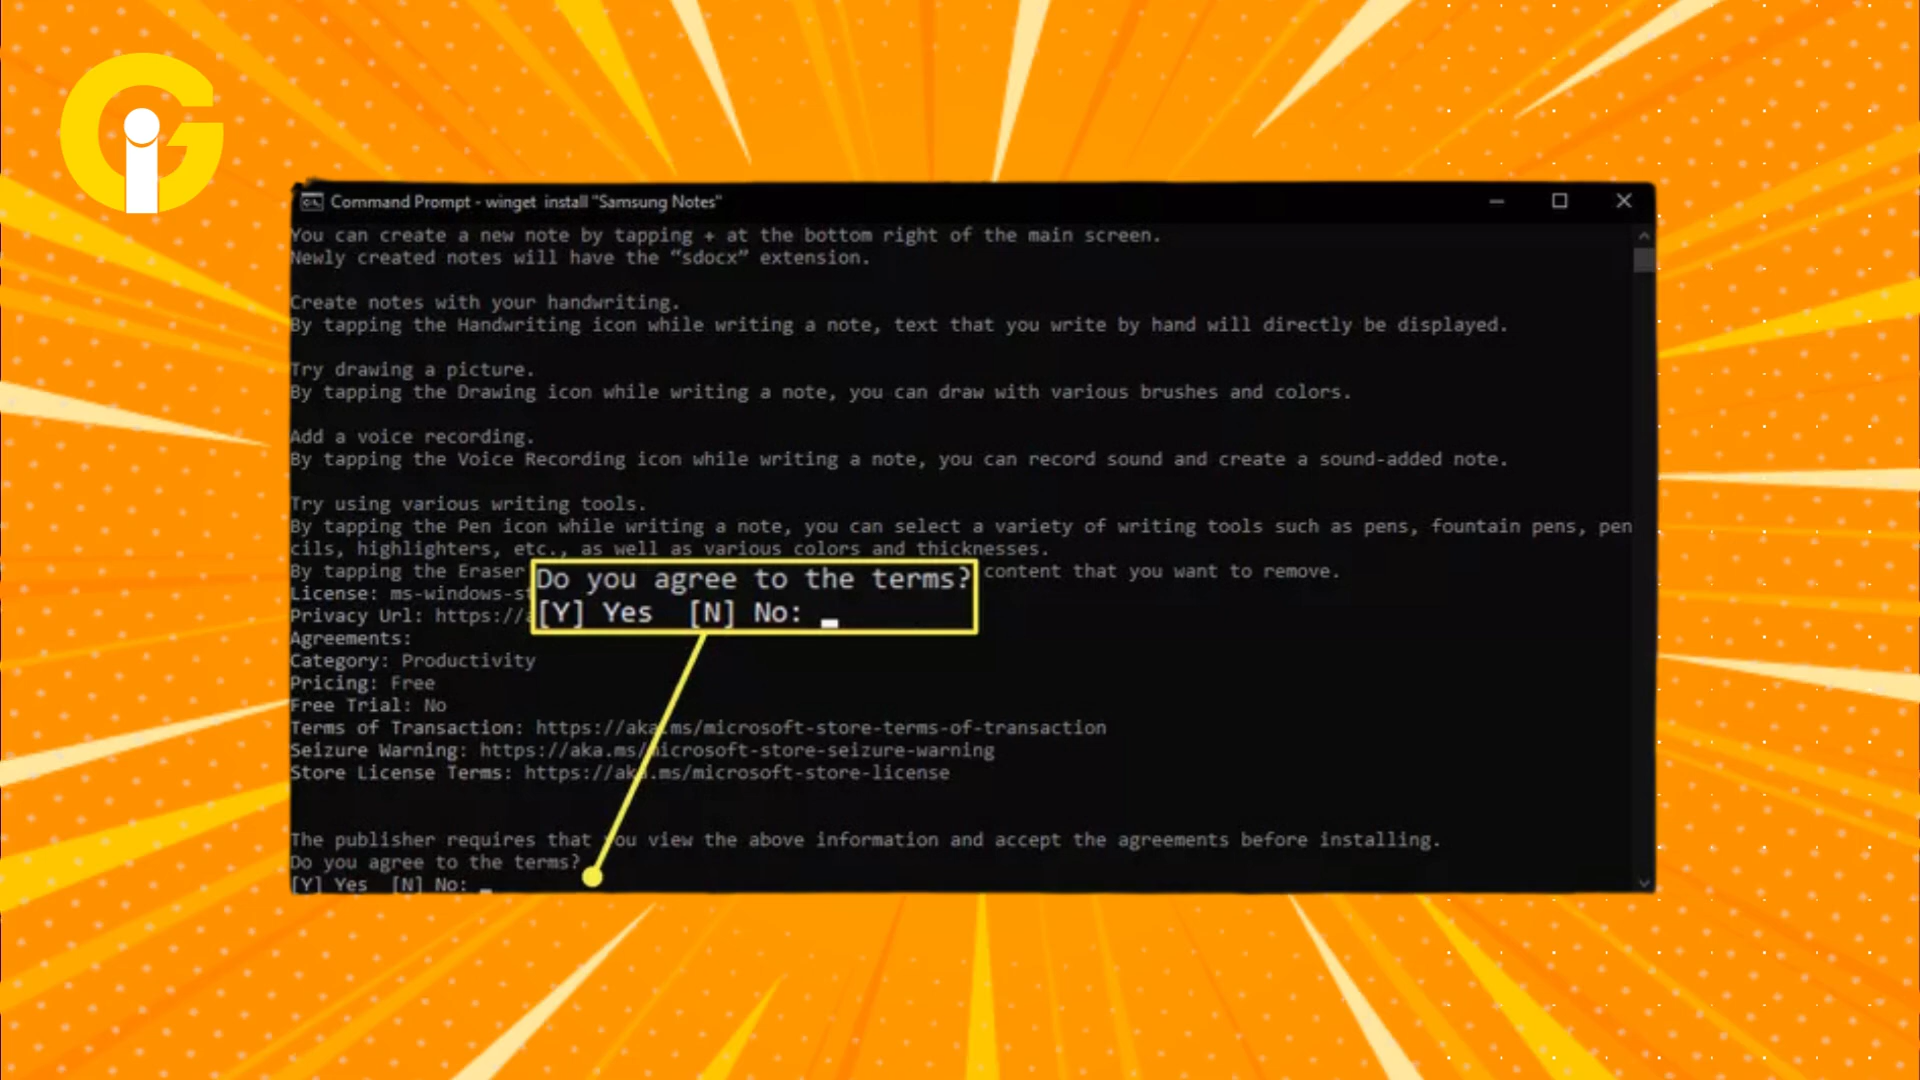 Gi
Command Prompt - winget  install "Samsung Notes"
You can create a new note by tapping + at the bottom right of the main screen.
Newly created notes will have the “sdocx” extension.
Create notes with your handwriting.
By tapping the Handwriting icon while writing a note, text that you write by hand will directly be displayed.
Try drawing a picture.
By tapping the Drawing icon while writing a note, you can draw with various brushes and colors.
Add a voice recording.
By tapping the Voice Recording icon while writing a note, you can record sound and create a sound-added note.
Try using various writing tools.
By tapping the Pen icon while writing a note, you can select a variety of writing tools such as pens, fountain pens, pen
cils, highlighters, etc., as well as various colors and thicknesses.
By tapping the Eraser content that you want to remove.
Do you agree to the terms?
[Y] Yes  [N] No:
License: ms-windows-st
Privacy Url: https://a
Agreements:
Category: Productivity
Pricing: Free
Free Trial: No
Terms of Transaction: https://aka.ms/microsoft-store-terms-of-transaction
Seizure Warning: https://aka.ms/microsoft-store-seizure-warning
Store License Terms: https://aka.ms/microsoft-store-license
The publisher requires that you view the above information and accept the agreements before installing.
Do you agree to the terms?
[Y] Yes  [N] No: